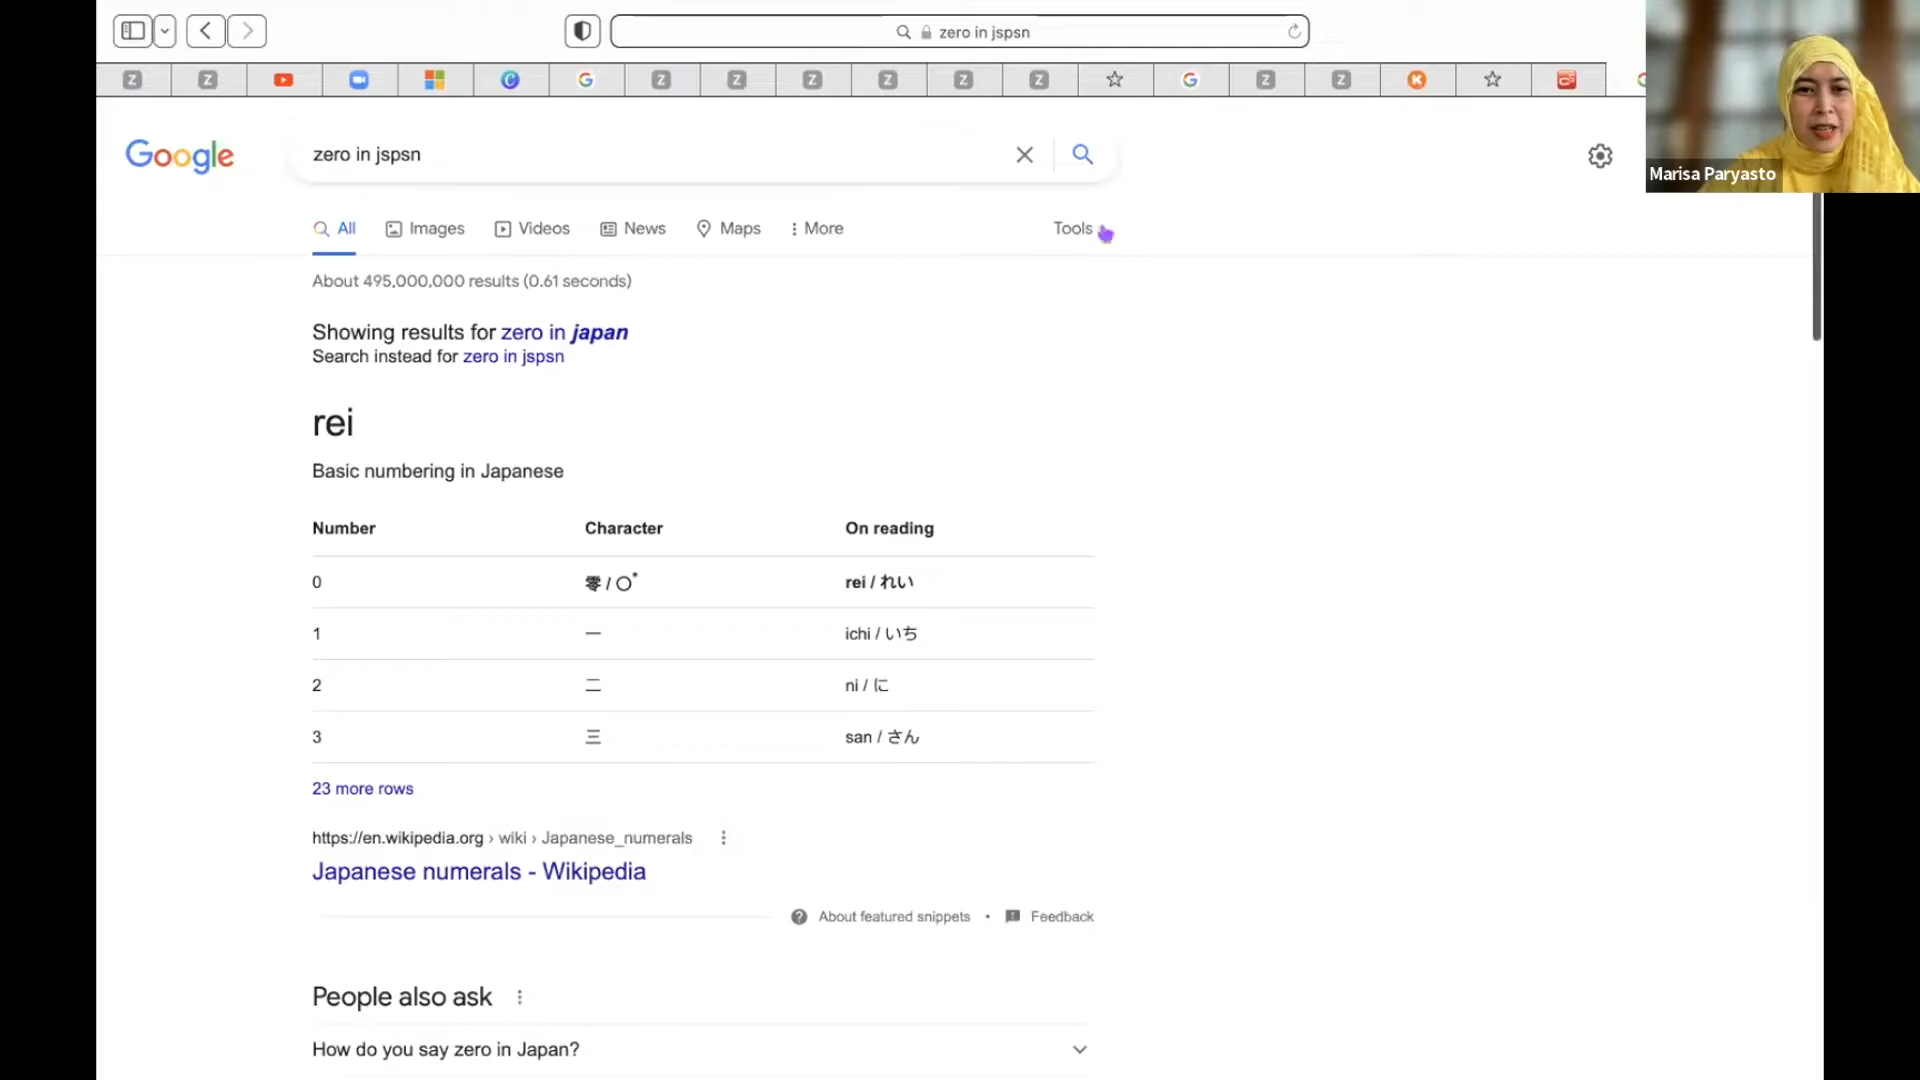 zero in jspsn
Marisa Paryasto
Google
zero in jspsn
All Images Videos News Maps More Tools
About 495,000,000 results (0.61 seconds)
Showing results for zero in japan
Search instead for zero in jspsn
rei
Basic numbering in Japanese
Number Character On reading
0 零 / 〇* rei / れい
1 一 ichi / いち
2 二 ni / に
3 三 san / さん
23 more rows
https://en.wikipedia.org › wiki › Japanese_numerals
Japanese numerals - Wikipedia
About featured snippets • Feedback
People also ask
How do you say zero in Japan?